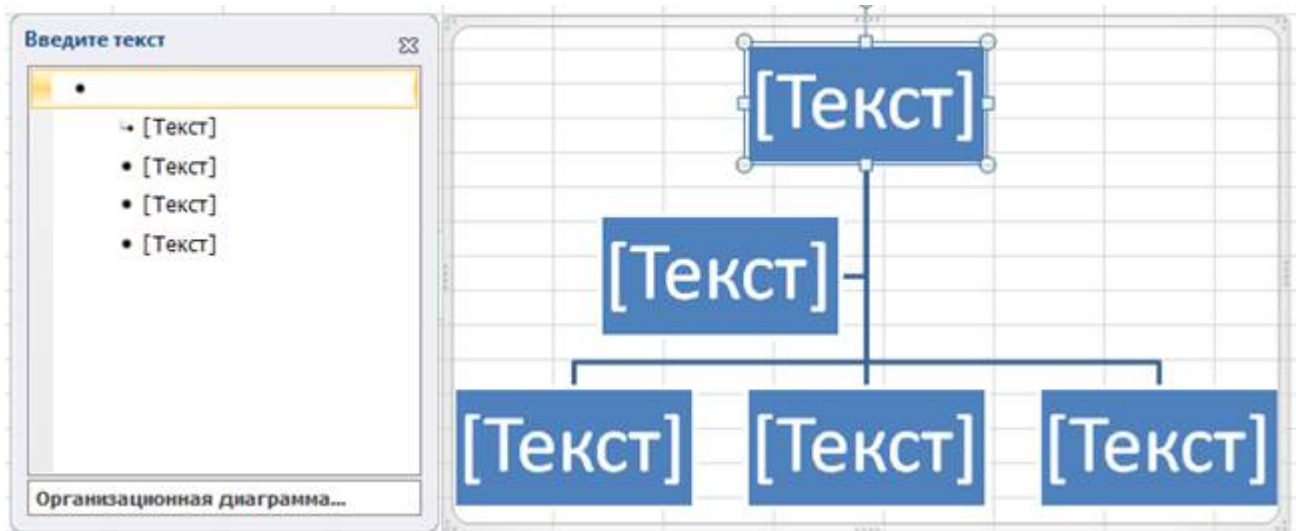 Введите текст
[Текст]
[Текст]
[Текст]
[Текст]
Организационная диаграмма...
[Текст]
[Текст]
[Текст] [Текст] [Текст]